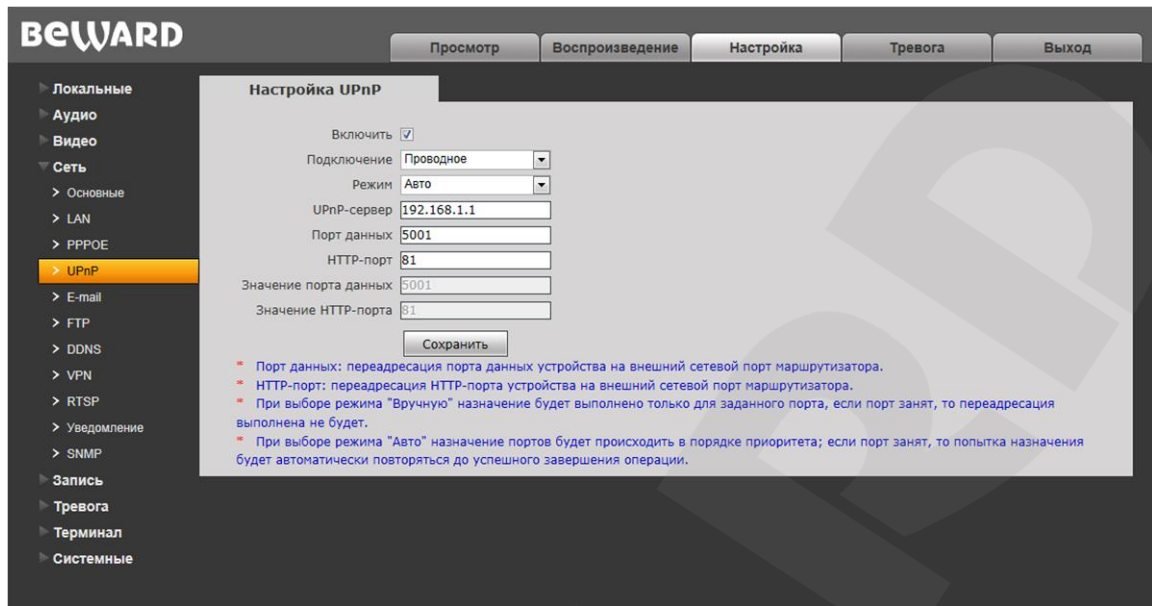 BEWARD
Просмотр
Воспроизведение
Настройка
Тревога
Выход
Локальные
Аудио
Видео
Сеть
> Основные
> LAN
> PPPOE
> UPnP
> E-mail
> FTP
> DDNS
> VPN
> RTSP
> Уведомление
> SNMP
Запись
Тревога
Терминал
Системные
Настройка UPnP
Включить
Подключение Проводное
Режим Авто
UPnP-сервер 192.168.1.1
Порт данных 5001
HTTP-порт 81
Значение порта данных 5001
Значение HTTP-порта 81
Сохранить
* Порт данных: переадресация порта данных устройства на внешний сетевой порт маршрутизатора.
* HTTP-порт: переадресация HTTP-порта устройства на внешний сетевой порт маршрутизатора.
* При выборе режима "Вручную" назначение будет выполнено только для заданного порта, если порт занят, то переадресация
выполнена не будет.
* При выборе режима "Авто" назначение портов будет происходить в порядке приоритета; если порт занят, то попытка назначения
будет автоматически повторяться до успешного завершения операции.